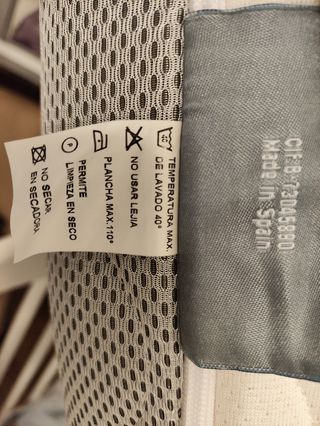 TEMPERATURA MAX.
DE LAVADO 40°
NO USAR LEJIA
PLANCHA MAX. 110°
PERMITE
LIMPIEZA EN SECO
NO SECAR
EN SECADORA
Made in Spain